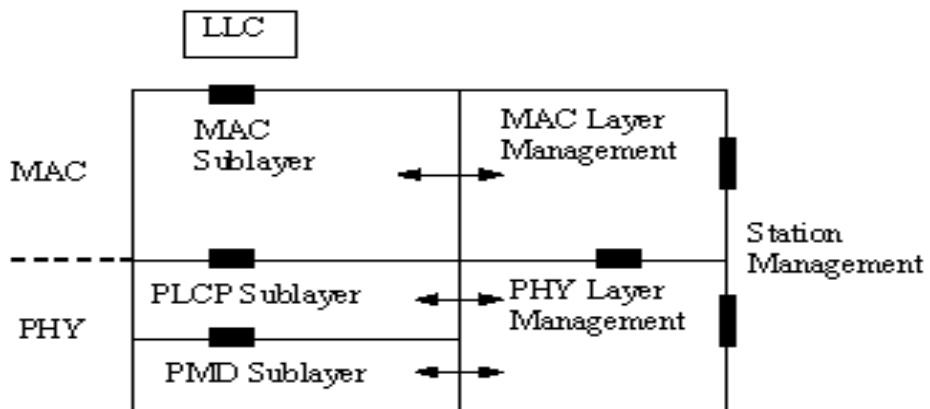 LLC
MAC
Sublayer
MAC Layer
Management
MAC
Station
Management
PLCP Sublayer
PHY Layer
Management
PHY
PMD Sublayer